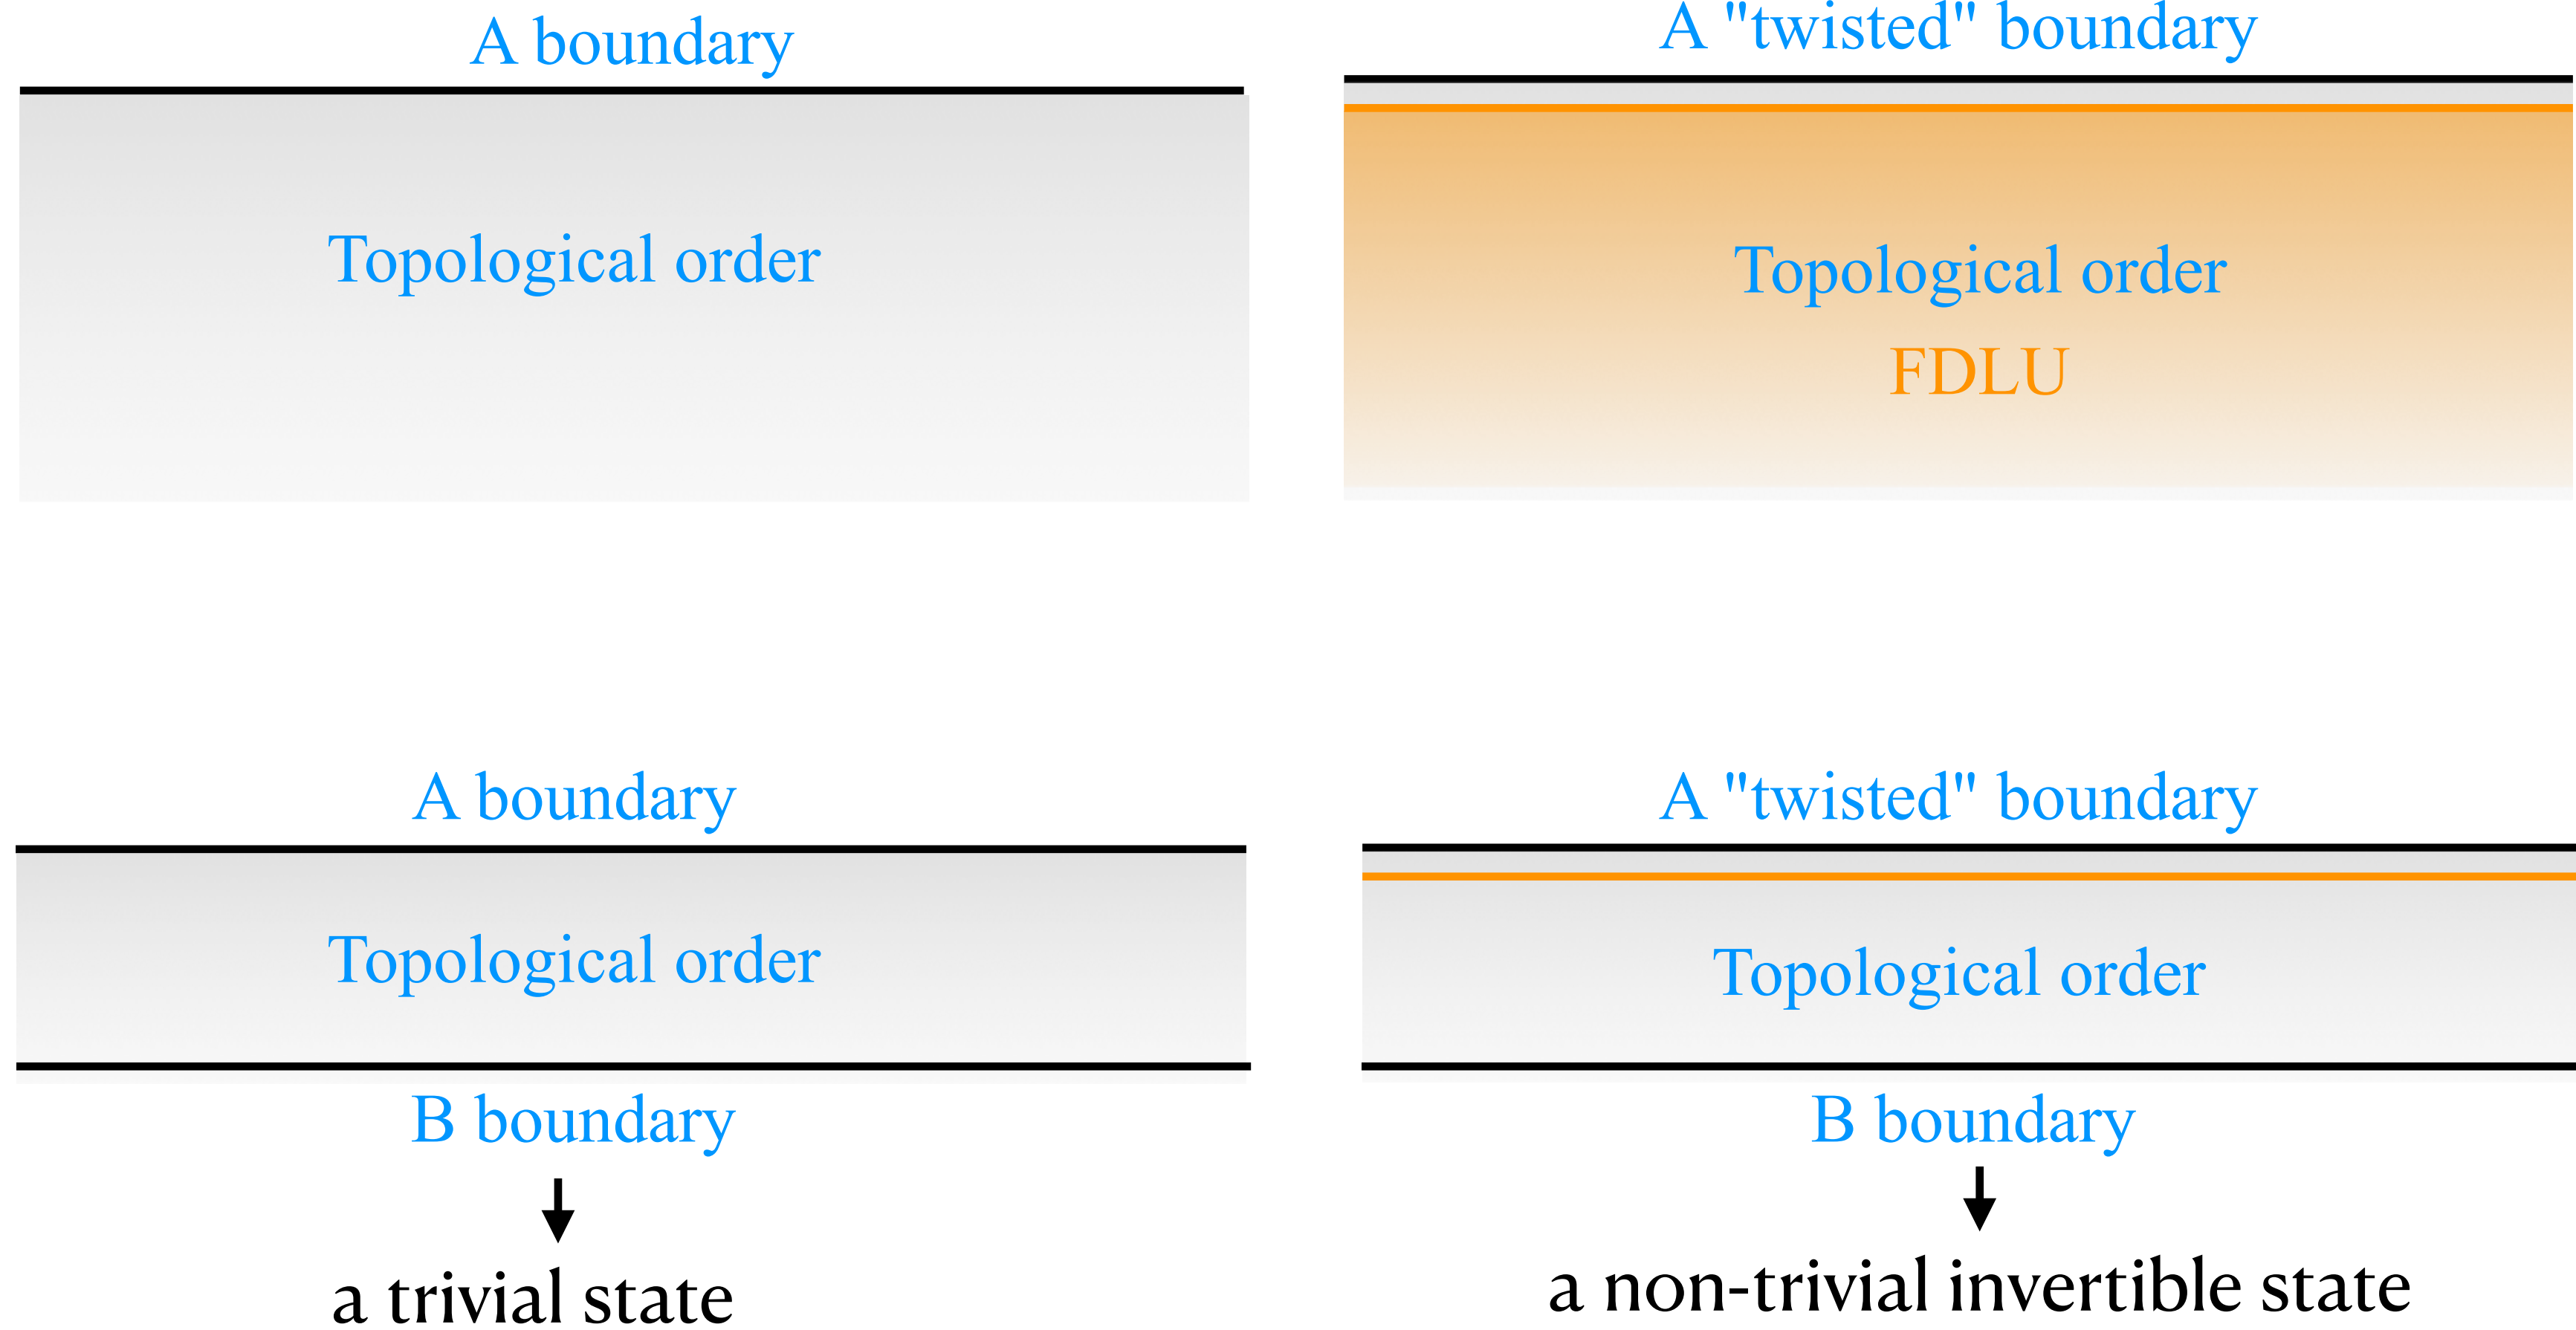 A boundary
Topological order
A "twisted" boundary
Topological order
FDLU
A boundary
Topological order
B boundary
a trivial state
A "twisted" boundary
Topological order
B boundary
a non-trivial invertible state